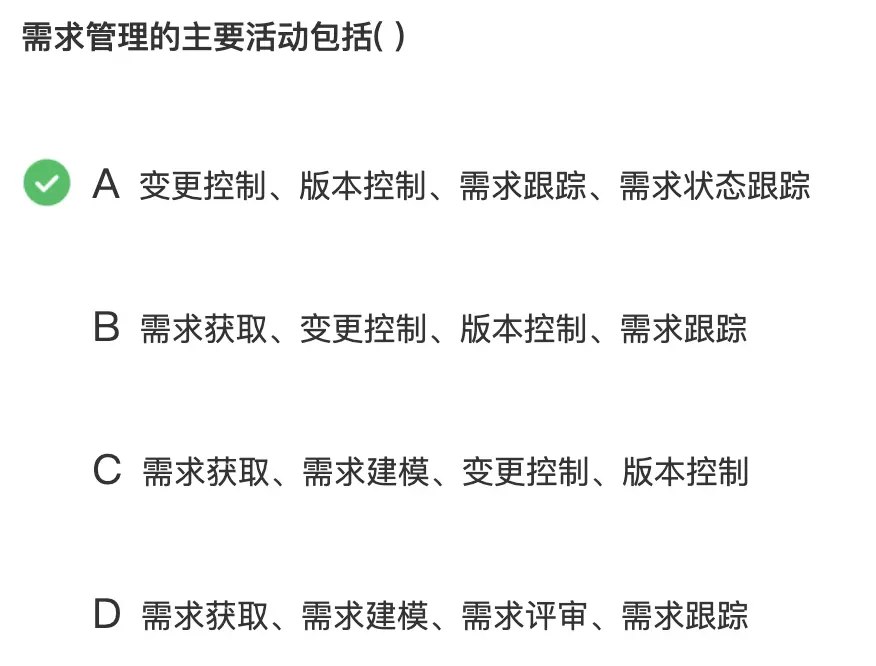 需求管理的主要活动包括( )
A 变更控制、版本控制、需求跟踪、需求状态跟踪
B 需求获取、变更控制、版本控制、需求跟踪
C 需求获取、需求建模、变更控制、版本控制
D 需求获取、需求建模、需求评审、需求跟踪